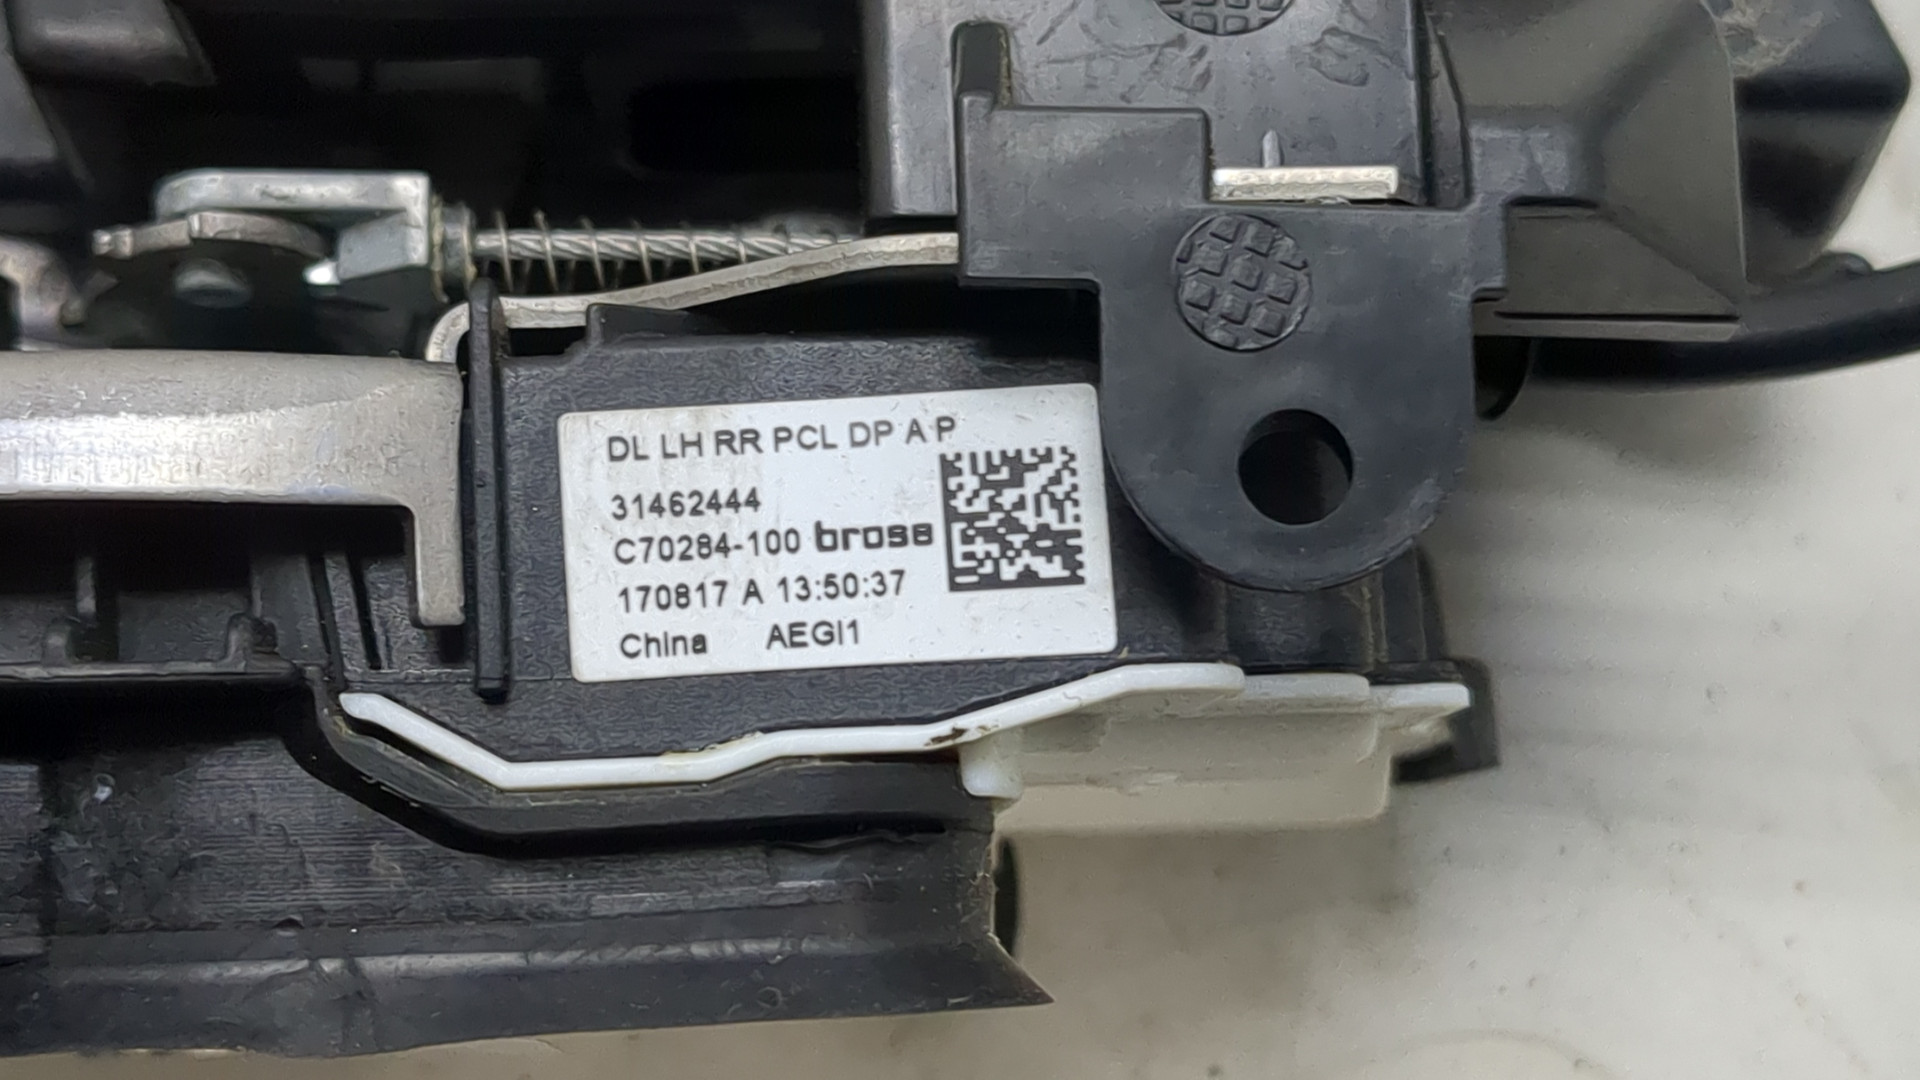 DL LH RR PCL DP A P
31462444
C70284-100 brose
170817 A 13:50:37
China AEGI1